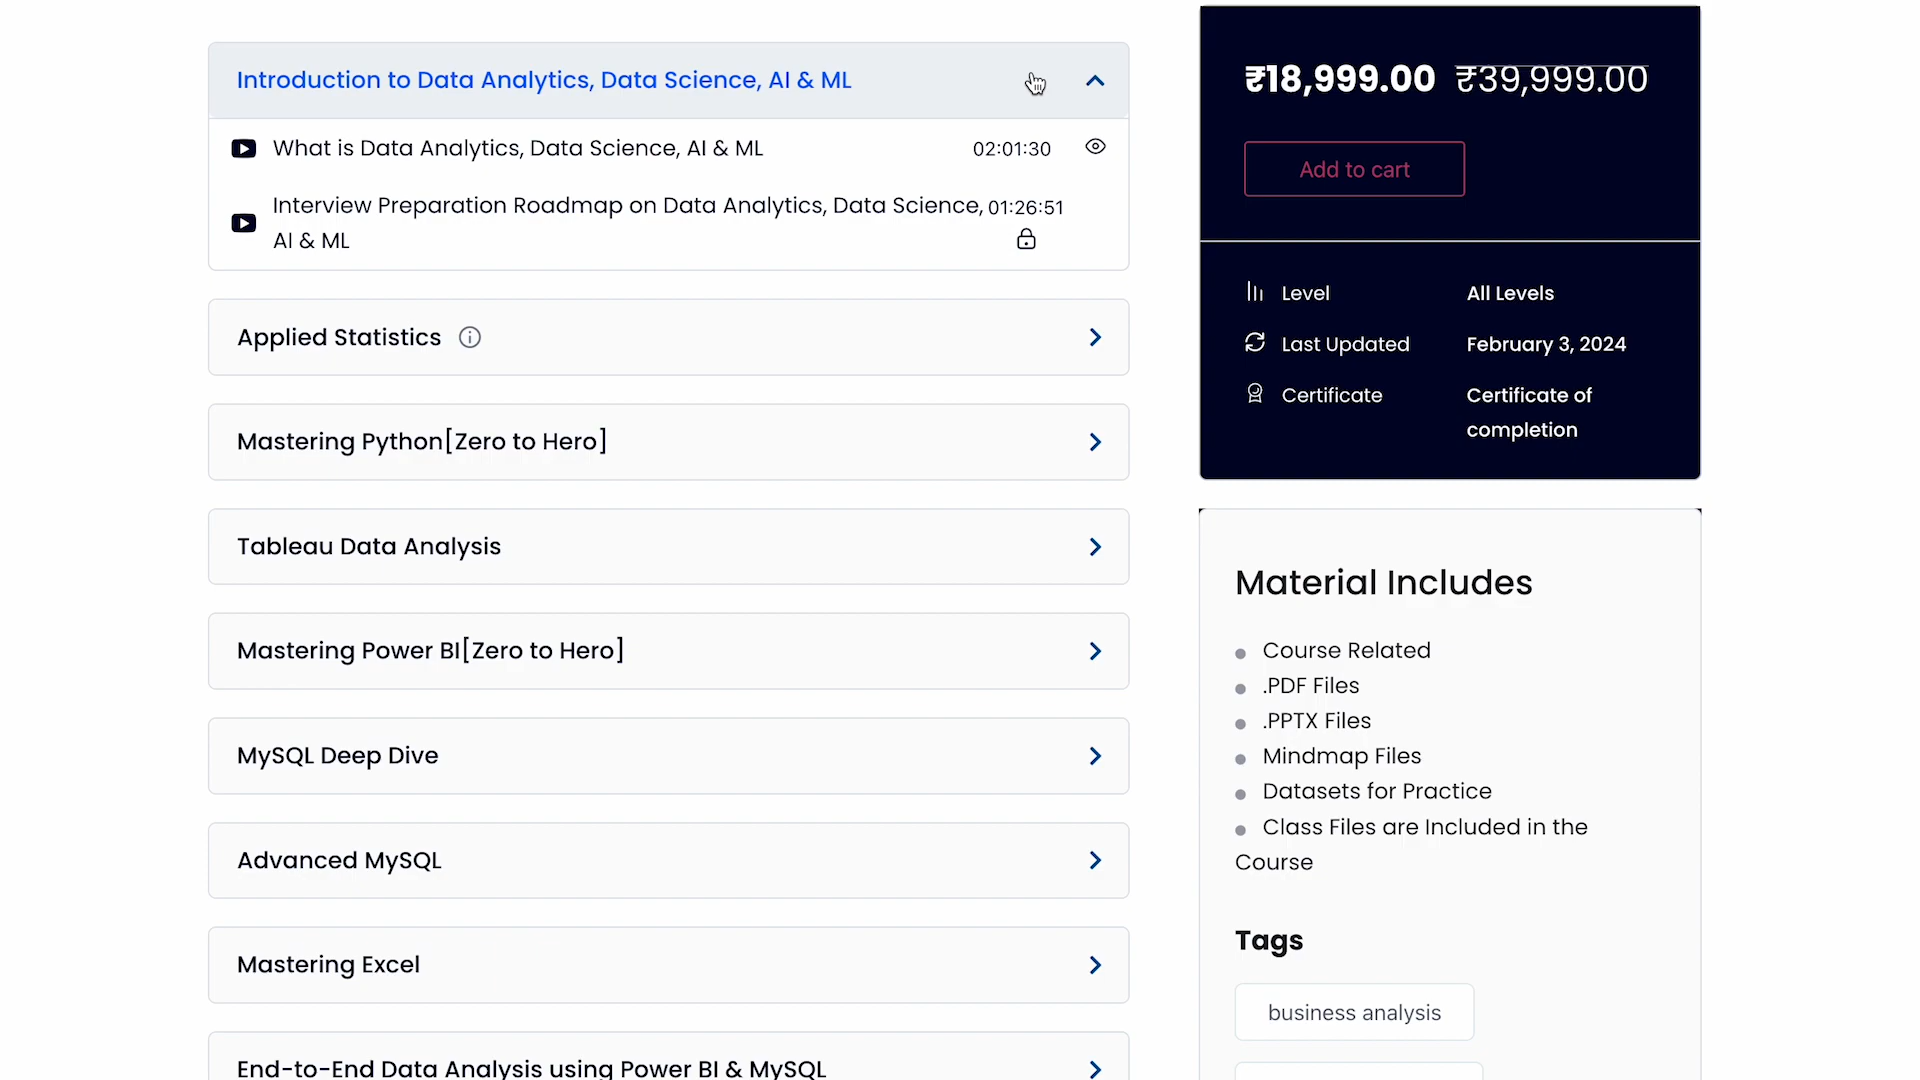 Introduction to Data Analytics, Data Science, AI & ML
What is Data Analytics, Data Science, AI & ML 02:01:30
Interview Preparation Roadmap on Data Analytics, Data Science, 01:26:51
AI & ML
Applied Statistics
Mastering Python[Zero to Hero]
Tableau Data Analysis
Mastering Power BI[Zero to Hero]
MySQL Deep Dive
Advanced MySQL
Mastering Excel
End-to-End Data Analysis using Power BI & MySQL
₹18,999.00 ₹39,999.00
Add to cart
Level All Levels
Last Updated February 3, 2024
Certificate Certificate of
completion
Material Includes
Course Related
.PDF Files
.PPTX Files
Mindmap Files
Datasets for Practice
Class Files are Included in the
Course
Tags
business analysis